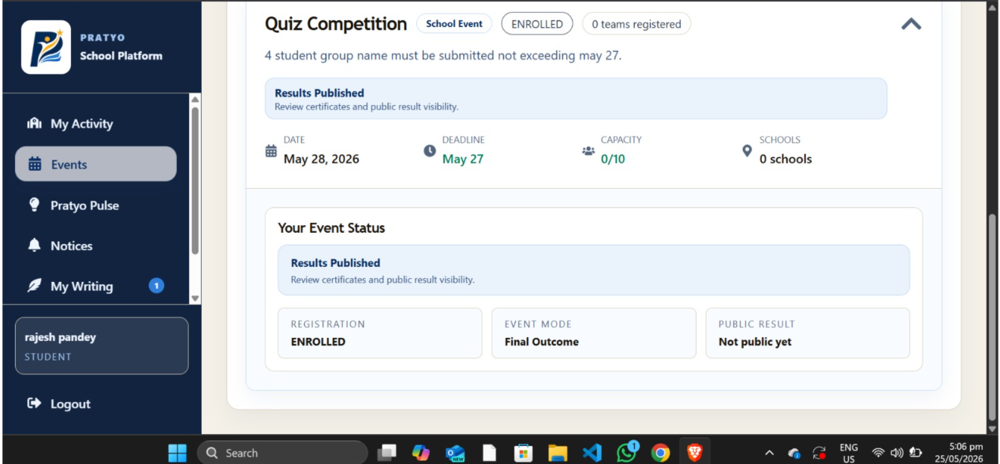 PRATYO
School Platform
My Activity
Events
Pratyo Pulse
Notices
My Writing 1
rajesh pandey
STUDENT
Logout
Quiz Competition School Event ENROLLED 0 teams registered
4 student group name must be submitted not exceeding may 27.
Results Published
Review certificates and public result visibility.
DATE
May 28, 2026
DEADLINE
May 27
CAPACITY
0/10
SCHOOLS
0 schools
Your Event Status
Results Published
Review certificates and public result visibility.
REGISTRATION
ENROLLED
EVENT MODE
Final Outcome
PUBLIC RESULT
Not public yet
Search
NEW
1
ENG
US
5:06 pm
25/05/2026